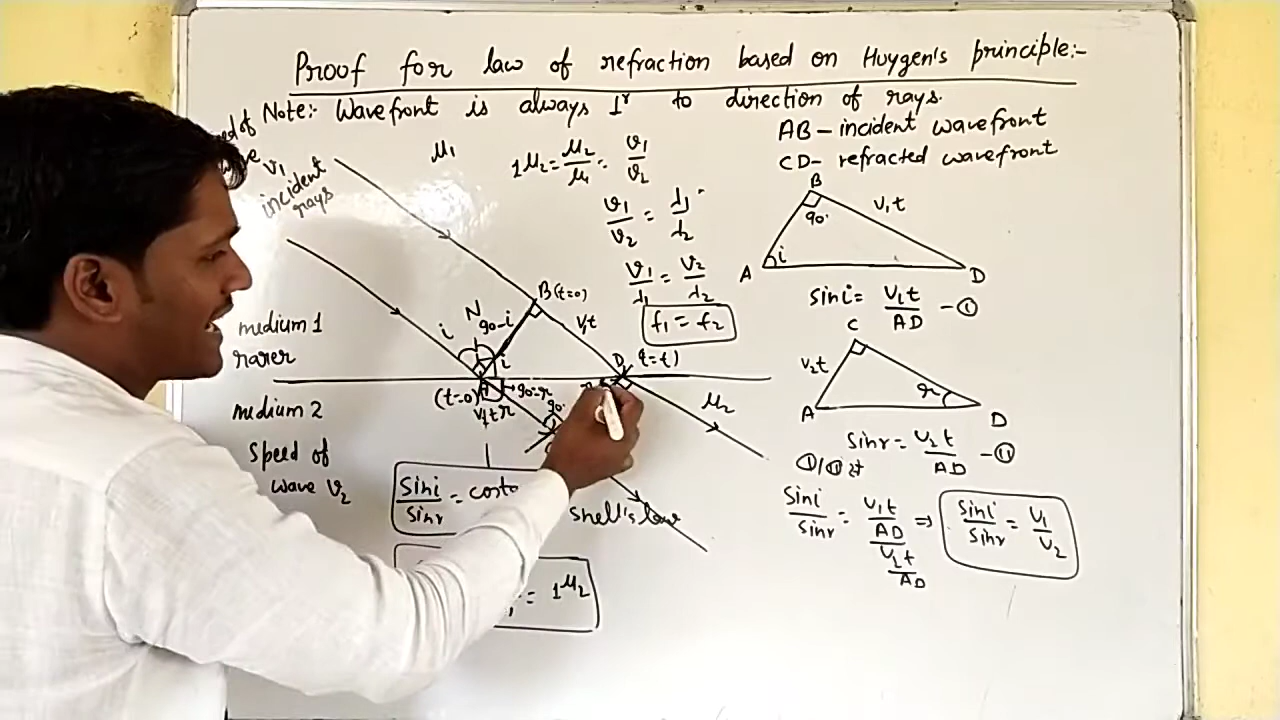 Proof for law of refraction based on Huygen's principle:-
Note:- Wavefront is always ⊥r to direction of rays.
AB - incident wavefront
CD - refracted wavefront
v₁
incident
rays
μ₁
₁μ₂ = μ₂/μ₁ = v₁/v₂
v₁/v₂ = λ₁/λ₂
v₁/λ₁ = v₂/λ₂
f₁ = f₂
B
90°
v₁t
i
A
D
sini = v₁t/AD - ①
C
v₂t
r
A
D
sinr = v₂t/AD - ②
①/② ⇒
sini/sinr = v₁t/AD / v₂t/AD ⇒ sini/sinr = v₁/v₂
B(t=0)
N
i
90-i
i
v₁t
D
(t=t)
medium 1
rarer
(t=0)
90-r
r
90°
μ₂
medium 2
Speed of
wave v₂
sini/sinr =
Snell's law
= ₁μ₂